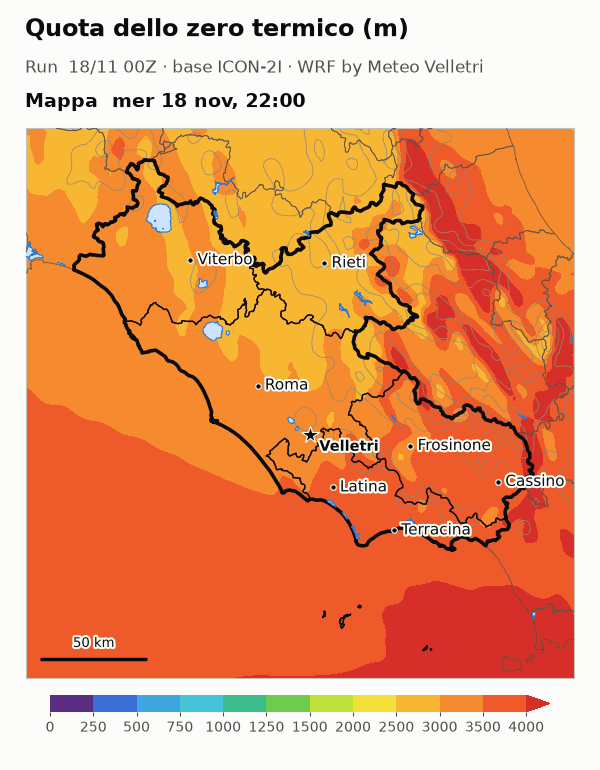 Quota dello zero termico (m)
Run 18/11 00Z · base ICON-2I · WRF by Meteo Velletri
Mappa mer 18 nov, 22:00
Viterbo
Rieti
Roma
Velletri
Frosinone
Latina
Cassino
Terracina
50 km
0 250 500 750 1000 1250 1500 2000 2500 3000 3500 4000